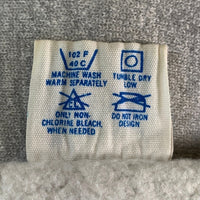 102 F
40 C
MACHINE WASH
WARM SEPARATELY
TUMBLE DRY
LOW
ONLY NON-
CHLORINE BLEACH,
WHEN NEEDED
DO NOT IRON
DESIGN